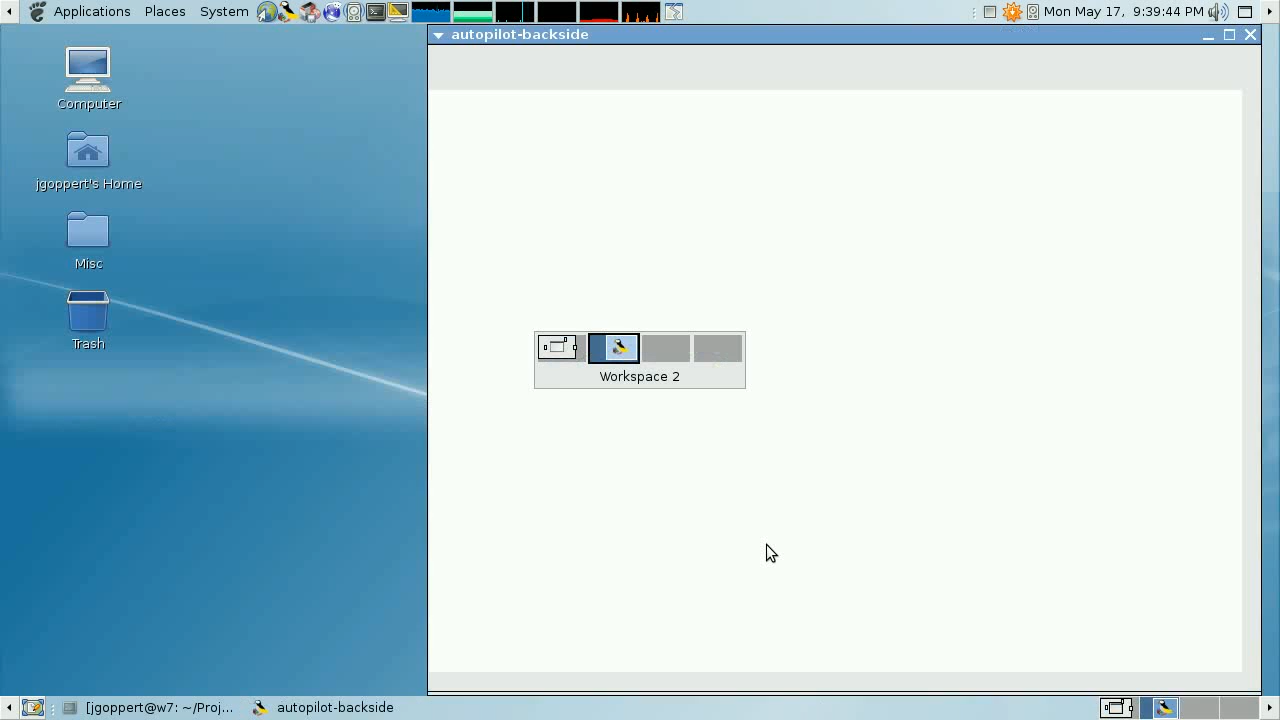 Applications Places System
Mon May 17, 9:39:44 PM
autopilot-backside
Computer
jgoppert's Home
Misc
Trash
Workspace 2
[jgoppert@w7: ~/Proj...
autopilot-backside